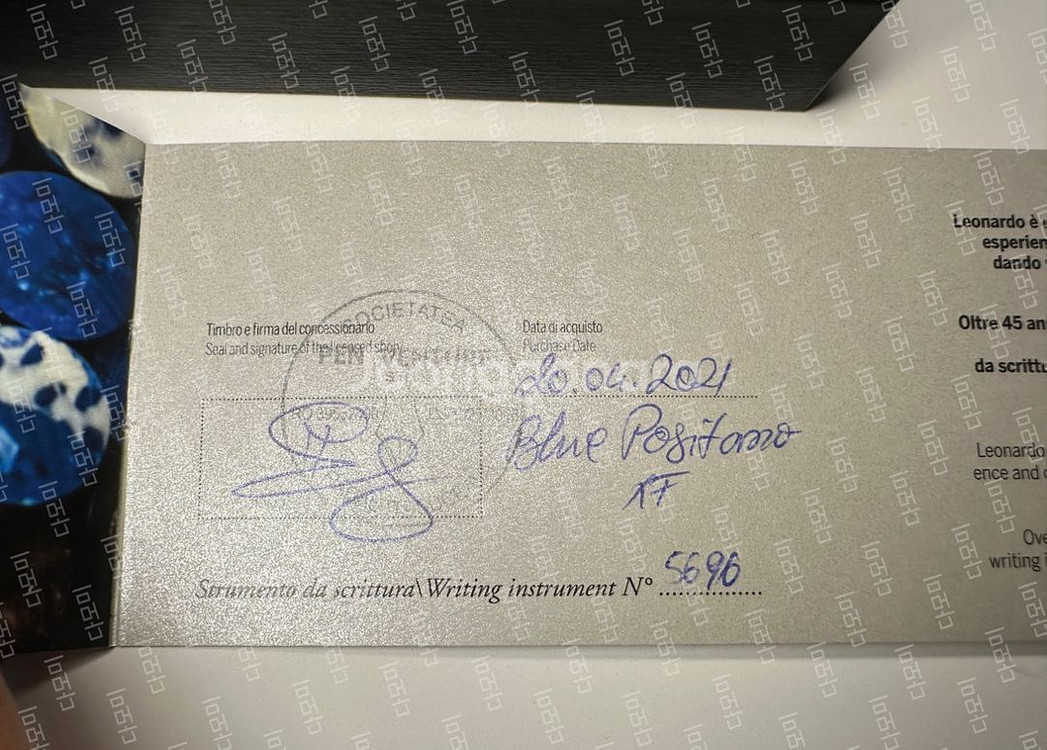 SOCIETATEA
Timbro e firma del concessionario
Seal and signature of the licensed shop
Data di acquisto
Purchase Date
20.04.2021
Blue Positano
Strumento da scrittura\Writing instrument N°
5690
Leonardo è
esperien
dando
Oltre 45 an
da scrittu
Leonardo
ence and
Ove
writing i